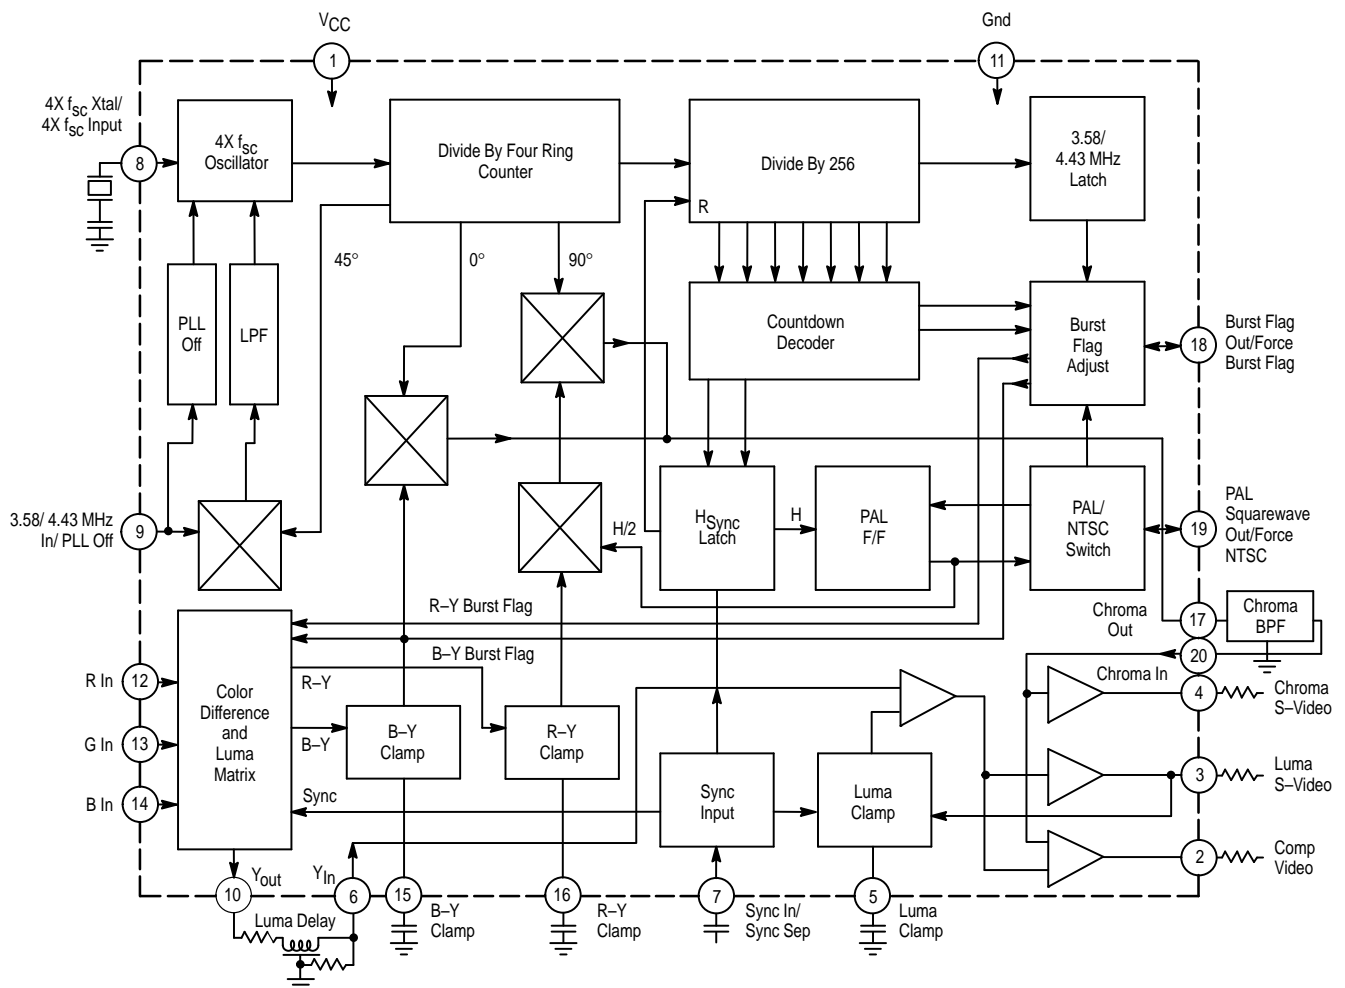 VCC
Gnd
1
11
4X fsc Xtal/
4X fsc Input
8
4X fsc
Oscillator
Divide By Four Ring
Counter
Divide By 256
R
3.58/
4.43 MHz
Latch
45°
0°
90°
PLL
Off
LPF
Countdown
Decoder
Burst
Flag
Adjust
18
Burst Flag
Out/Force
Burst Flag
3.58/ 4.43 MHz
In/ PLL Off
9
H/2
HSync
Latch
H
PAL
F/F
PAL/
NTSC
Switch
19
PAL
Squarewave
Out/Force
NTSC
R–Y Burst Flag
B–Y Burst Flag
Chroma
Out
17
Chroma
BPF
20
Chroma In
R In
12
G In
13
B In
14
Color
Difference
and
Luma
Matrix
R–Y
B–Y
B–Y
Clamp
R–Y
Clamp
4
Chroma
S–Video
3
Luma
S–Video
Sync
Sync
Input
Luma
Clamp
2
Comp
Video
Yout
YIn
10
6
15
16
7
5
Luma Delay
B–Y
Clamp
R–Y
Clamp
Sync In/
Sync Sep
Luma
Clamp